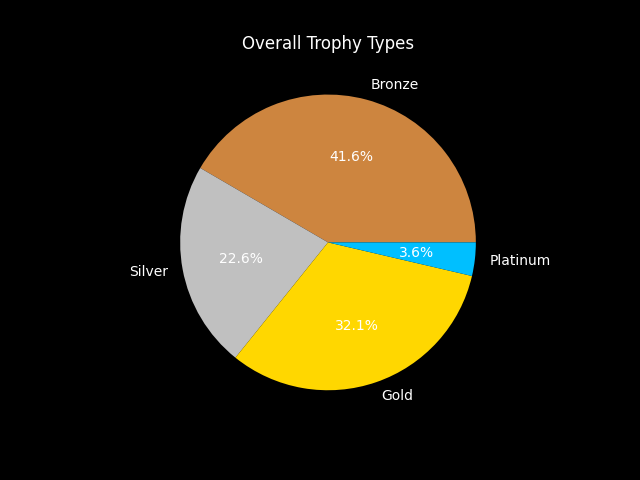 Overall Trophy Types
Bronze
41.6%
22.6%
3.6%
Silver
Platinum
32.1%
Gold